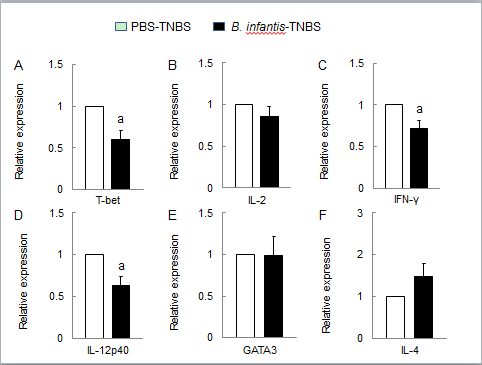 PBS-TNBS B. infantis-TNBS
A
Relative expression
1.5
1
0.5
0
a
T-bet
B
Relative expression
1.5
1
0.5
0
IL-2
C
Relative expression
1.5
1
0.5
0
a
IFN-γ
D
Relative expression
1.5
1
0.5
0
a
IL-12p40
E
Relative expression
1.5
1
0.5
0
GATA3
F
Relative expression
3
2
1
0
IL-4